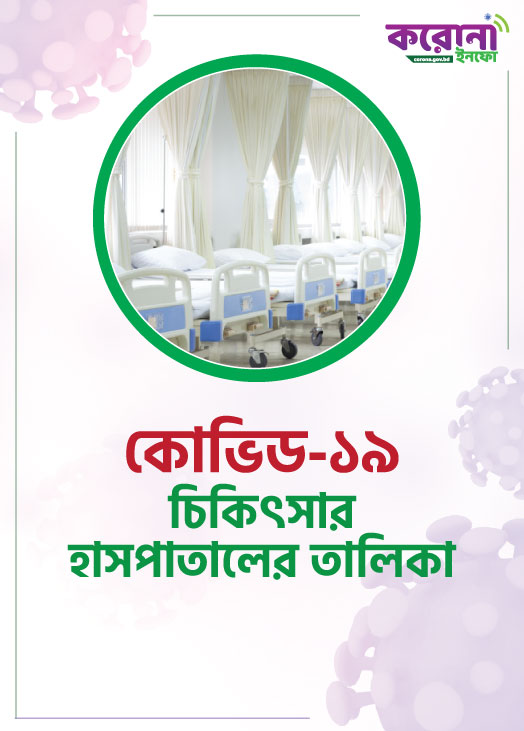 করোনা
ইনফো
corona.gov.bd
কোভিড-১৯
চিকিৎসার
হাসপাতালের তালিকা